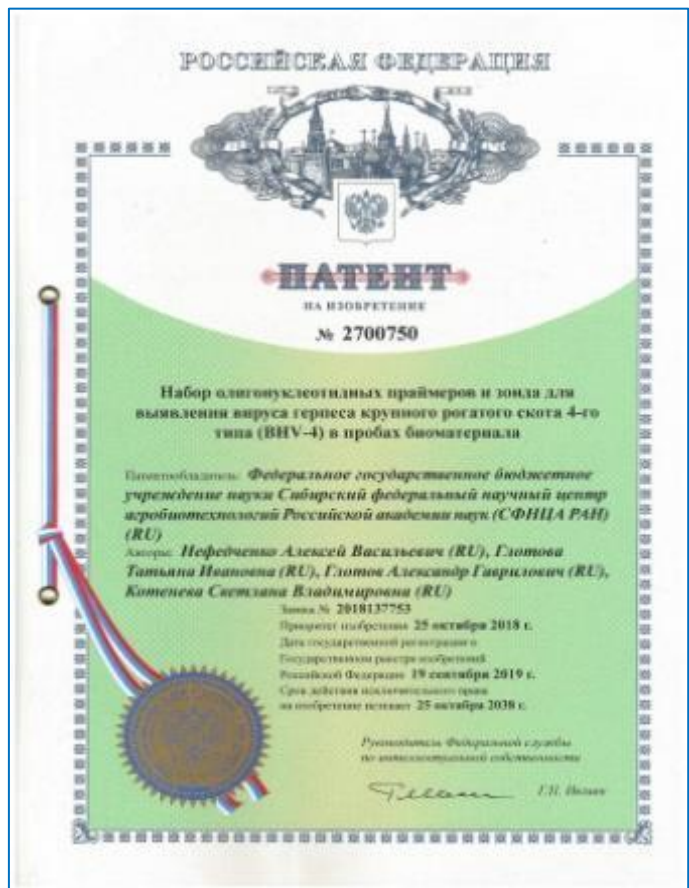 РОССИЙСКАЯ ФЕДЕРАЦИЯ
ПАТЕНТ
НА ИЗОБРЕТЕНИЕ
№ 2700750
Набор олигонуклеотидных праймеров и зонда для
выявления вируса герпеса крупного рогатого скота 4-го
типа (BHV-4) в пробах биоматериала
Патентообладатель: Федеральное государственное бюджетное
учреждение науки Сибирский федеральный научный центр
агробиотехнологий Российской академии наук (СФНЦА РАН)
(RU)
Авторы: Нефедченко Алексей Васильевич (RU), Глотова
Татьяна Ивановна (RU), Глотов Александр Гаврилович (RU),
Котенева Светлана Владимировна (RU)
Заявка № 2018137753
Приоритет изобретения 25 октября 2018 г.
Дата государственной регистрации в
Государственном реестре изобретений
Российской Федерации 19 сентября 2019 г.
Срок действия исключительного права
на изобретение истекает 25 октября 2038 г.
Руководитель Федеральной службы
по интеллектуальной собственности
Г.П. Ивлиев